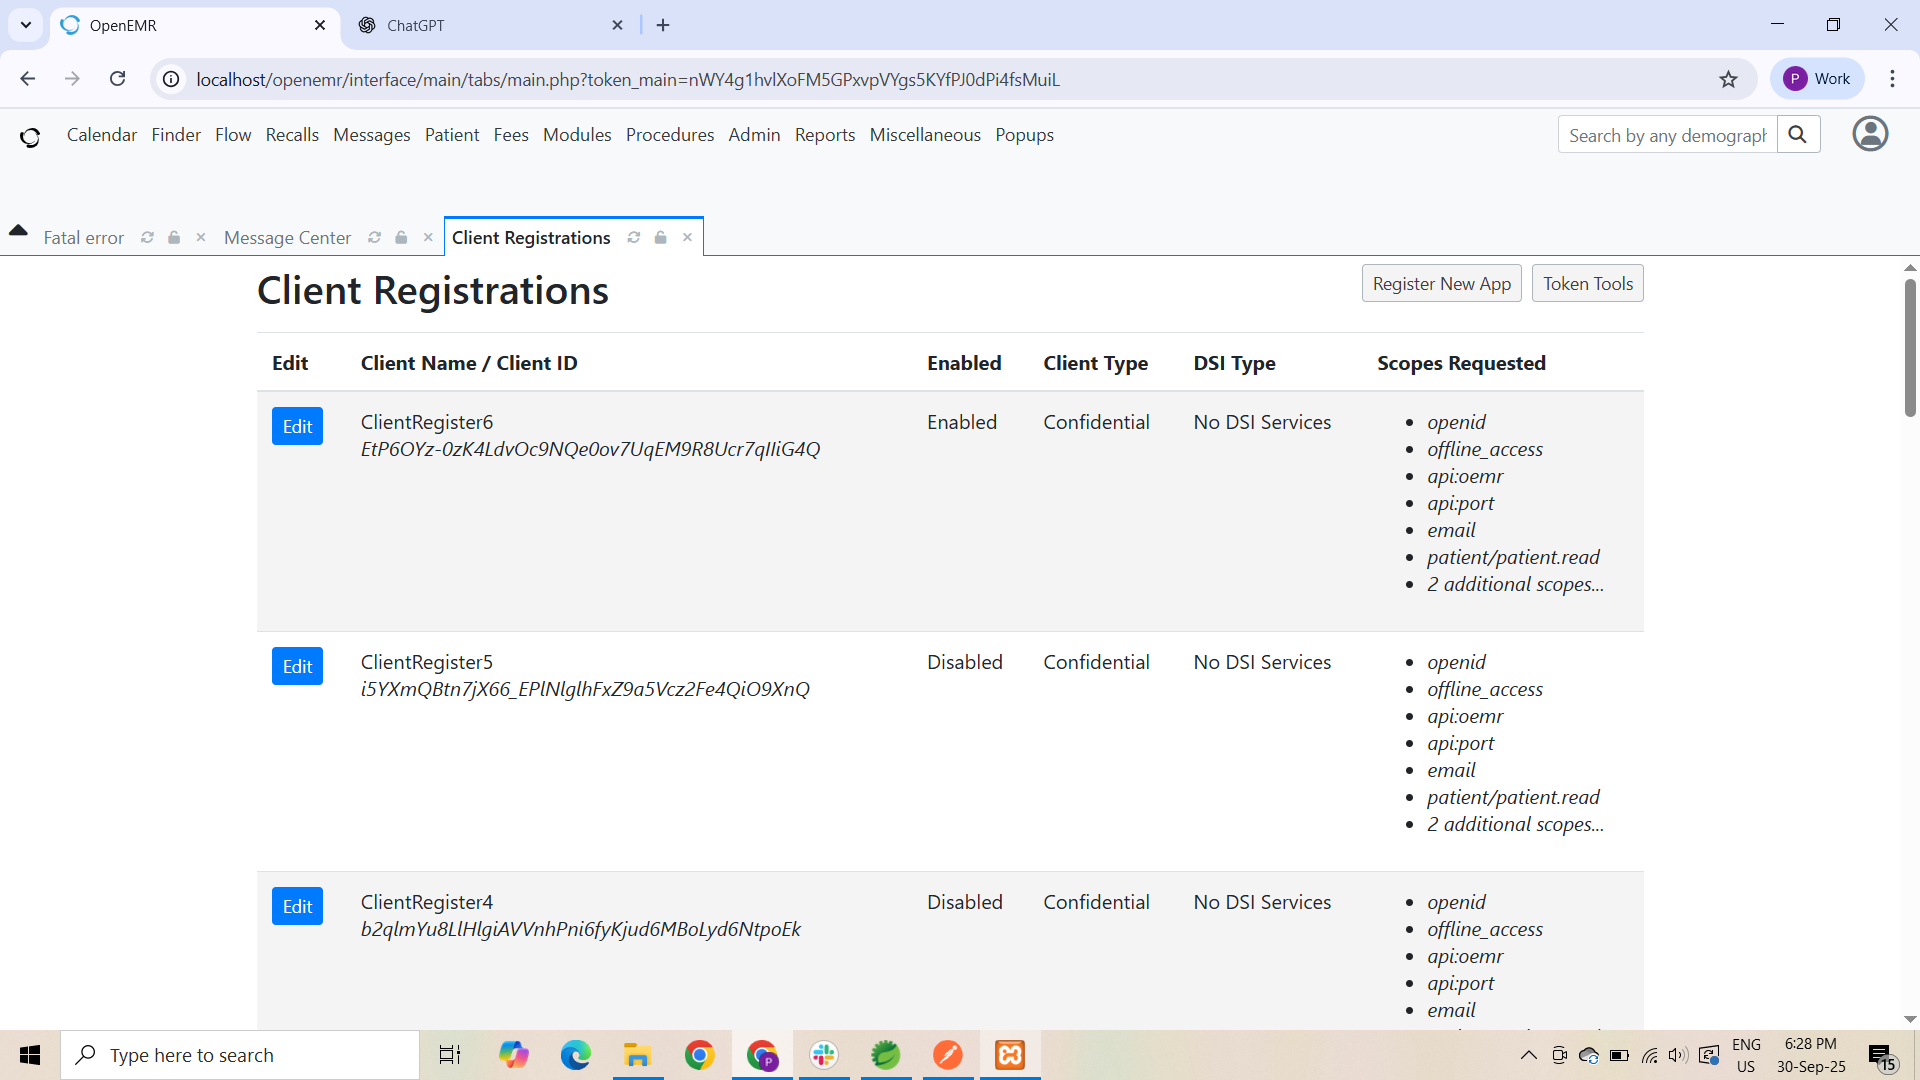 OpenEMR
ChatGPT
localhost/openemr/interface/main/tabs/main.php?token_main=nWY4g1hvlXoFM5GPxvpVYgs5KYfPJ0dPi4fsMuiL
P Work
Calendar Finder Flow Recalls Messages Patient Fees Modules Procedures Admin Reports Miscellaneous Popups
Search by any demograph
Fatal error Message Center Client Registrations
Client Registrations
Register New App Token Tools
Edit Client Name / Client ID Enabled Client Type DSI Type Scopes Requested
Edit ClientRegister6 Enabled Confidential No DSI Services
EtP6OYz-0zK4LdvOc9NQe0ov7UqEM9R8Ucr7qIIiG4Q
openid
offline_access
api:oemr
api:port
email
patient/patient.read
2 additional scopes...
Edit ClientRegister5 Disabled Confidential No DSI Services
i5YXmQBtn7jX66_EPlNlglhFxZ9a5Vcz2Fe4QiO9XnQ
openid
offline_access
api:oemr
api:port
email
patient/patient.read
2 additional scopes...
Edit ClientRegister4 Disabled Confidential No DSI Services
b2qlmYu8LlHlgiAVVnhPni6fyKjud6MBoLyd6NtpoEk
openid
offline_access
api:oemr
api:port
email
Type here to search
ENG
US
6:28 PM
30-Sep-25
15